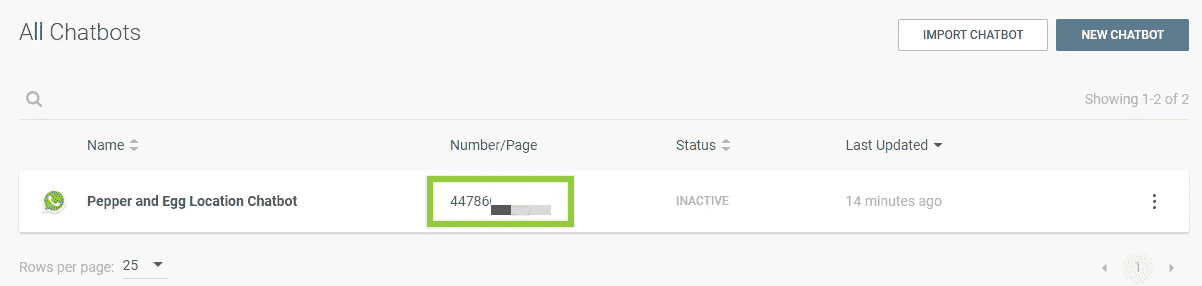 All Chatbots
IMPORT CHATBOT
NEW CHATBOT
Showing 1-2 of 2
Name Number/Page Status Last Updated
Pepper and Egg Location Chatbot 44786 INACTIVE 14 minutes ago
Rows per page: 25 1